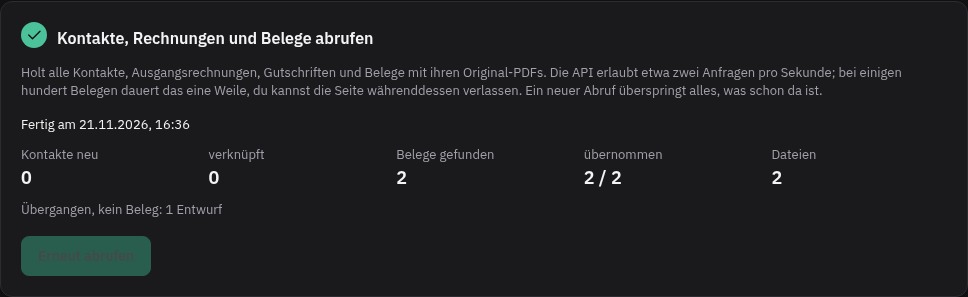 Kontakte, Rechnungen und Belege abrufen
Holt alle Kontakte, Ausgangsrechnungen, Gutschriften und Belege mit ihren Original-PDFs. Die API erlaubt etwa zwei Anfragen pro Sekunde; bei einigen
hundert Belegen dauert das eine Weile, du kannst die Seite währenddessen verlassen. Ein neuer Abruf überspringt alles, was schon da ist.
Fertig am 21.11.2026, 16:36
Kontakte neu verknüpft Belege gefunden übernommen Dateien
0 0 2 2 / 2 2
Übergangen, kein Beleg: 1 Entwurf
Erneut abrufen